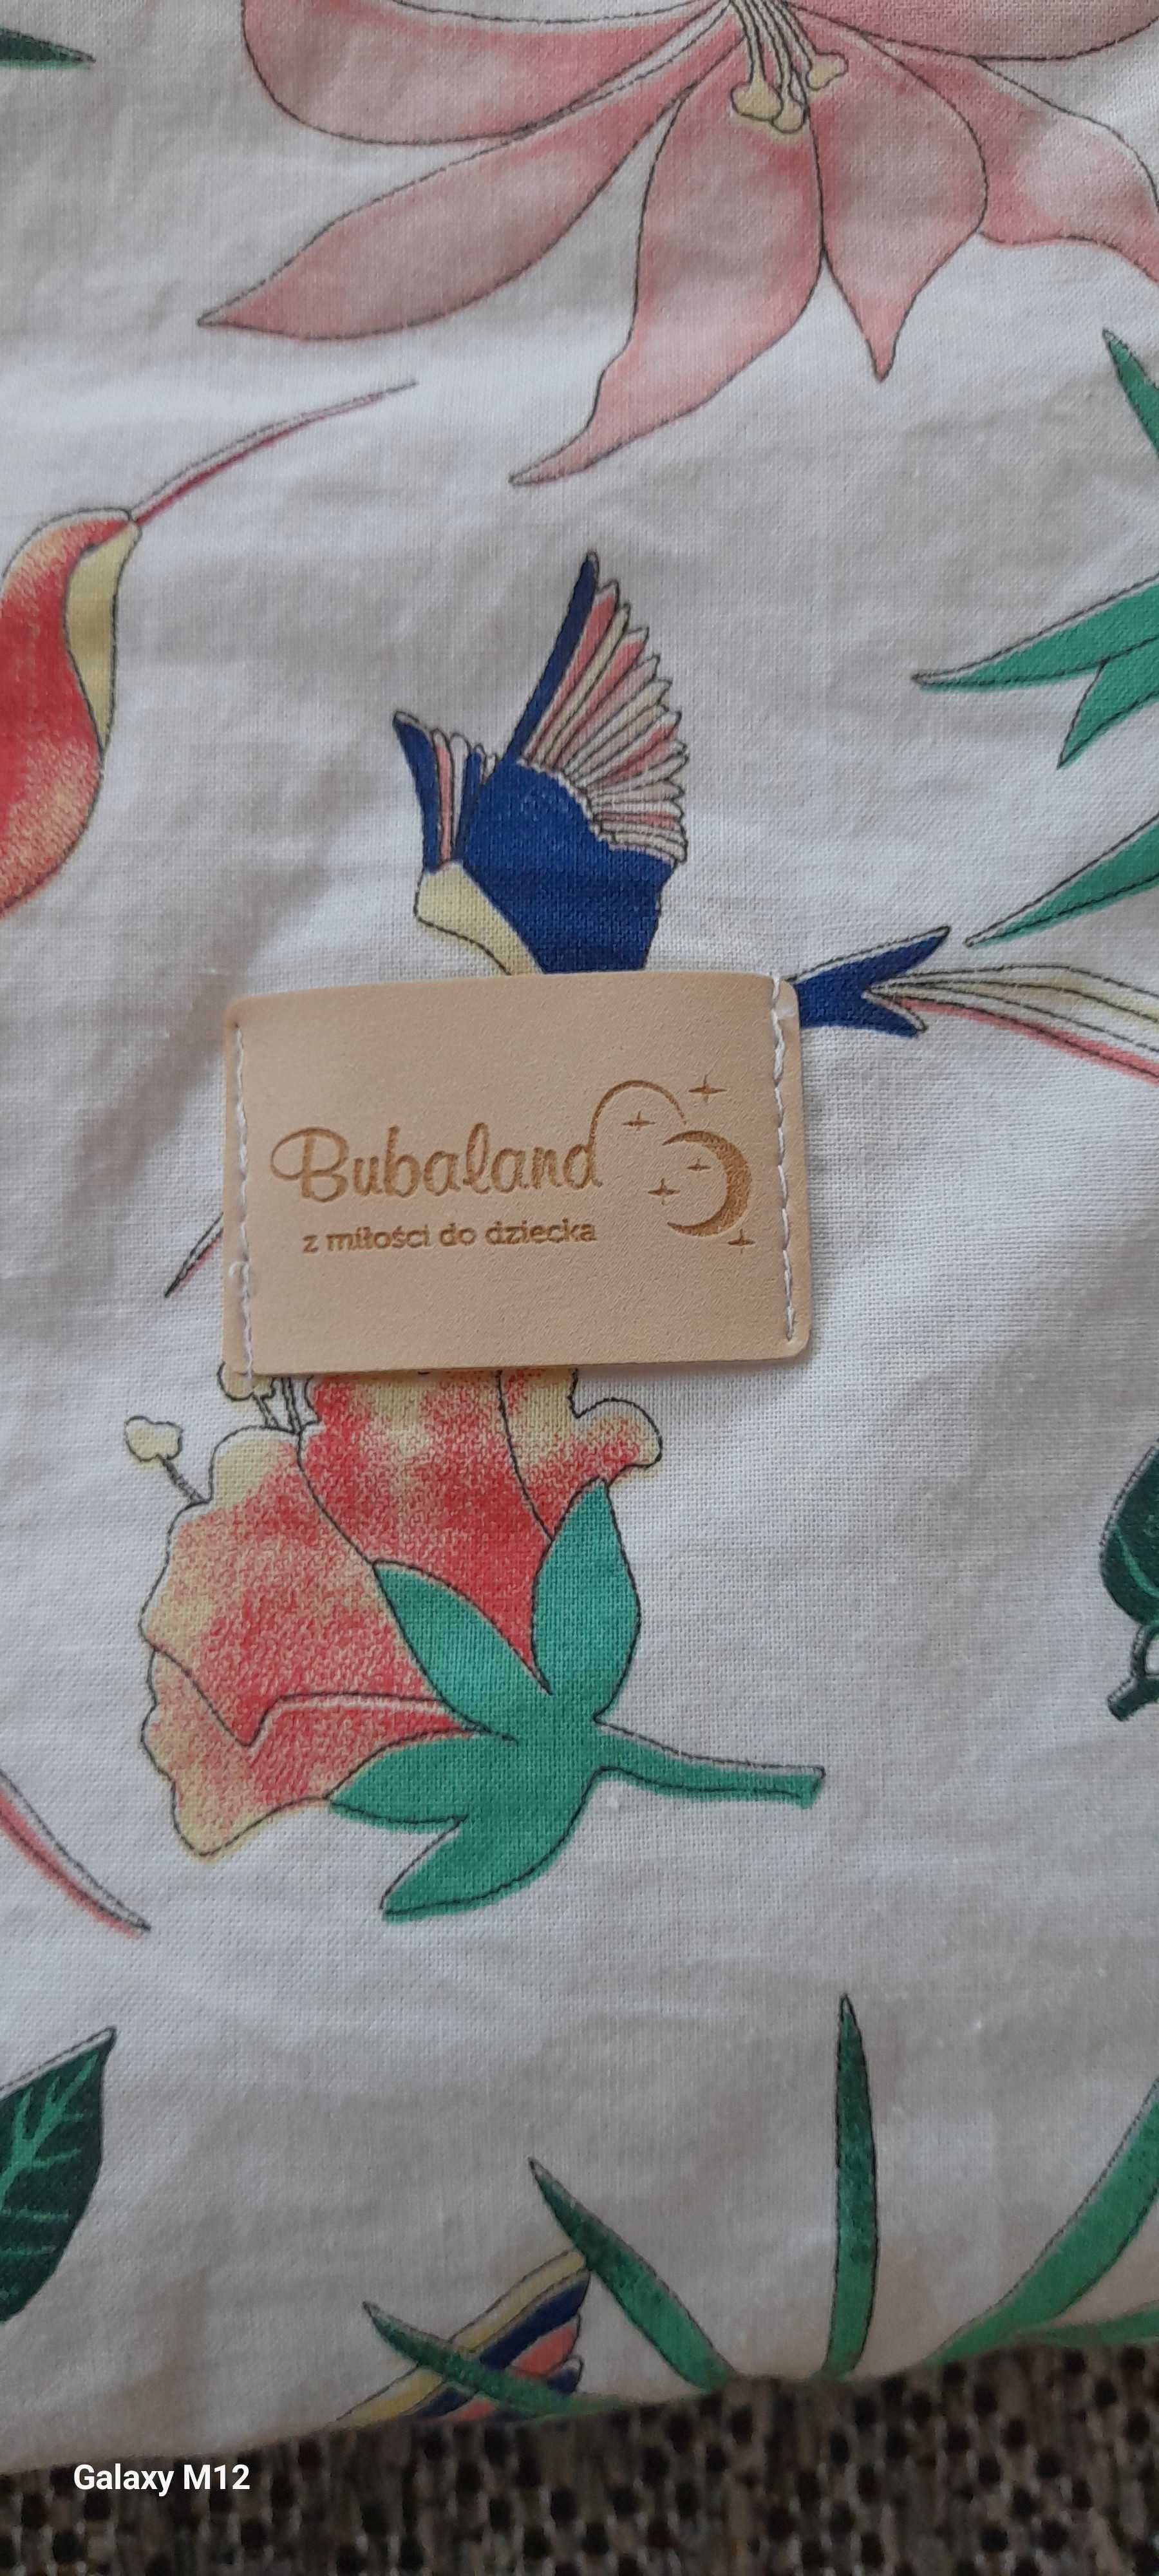 Bubaland
z miłości do dziecka
Galaxy M12